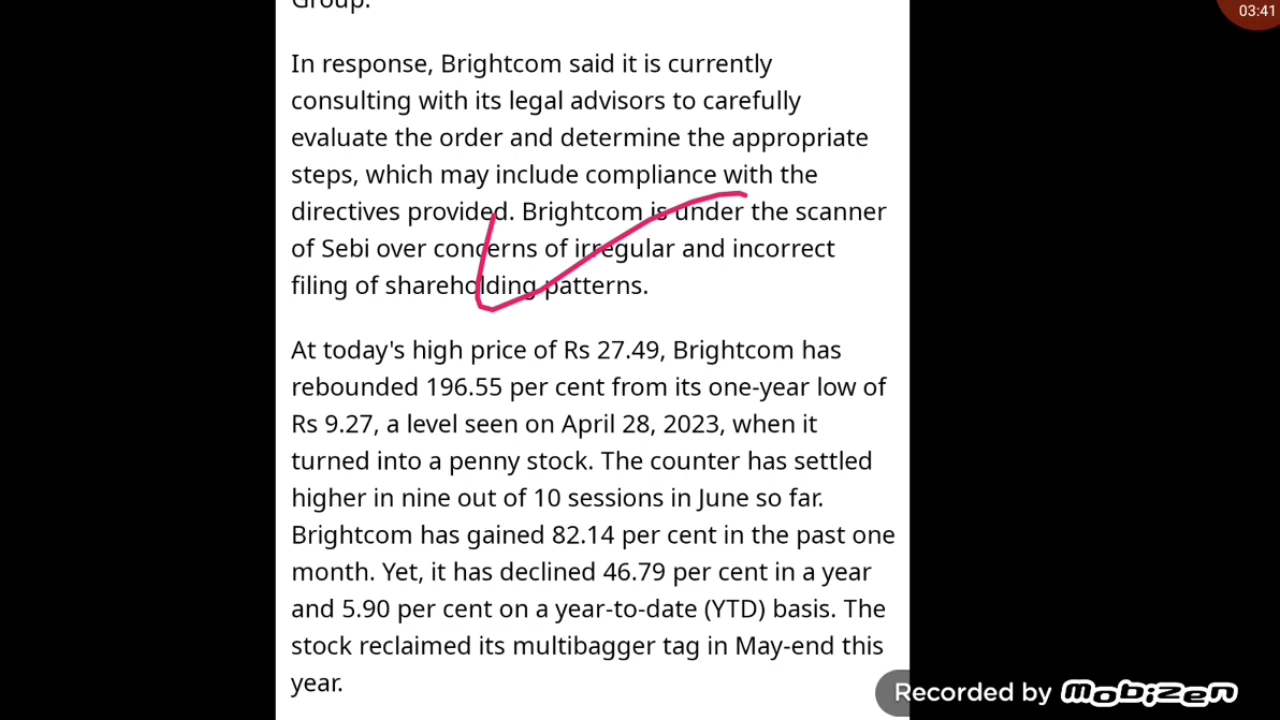 Group.
03:41
In response, Brightcom said it is currently
consulting with its legal advisors to carefully
evaluate the order and determine the appropriate
steps, which may include compliance with the
directives provided. Brightcom is under the scanner
of Sebi over concerns of irregular and incorrect
filing of shareholding patterns.
At today's high price of Rs 27.49, Brightcom has
rebounded 196.55 per cent from its one-year low of
Rs 9.27, a level seen on April 28, 2023, when it
turned into a penny stock. The counter has settled
higher in nine out of 10 sessions in June so far.
Brightcom has gained 82.14 per cent in the past one
month. Yet, it has declined 46.79 per cent in a year
and 5.90 per cent on a year-to-date (YTD) basis. The
stock reclaimed its multibagger tag in May-end this
year.
Recorded by mobizen